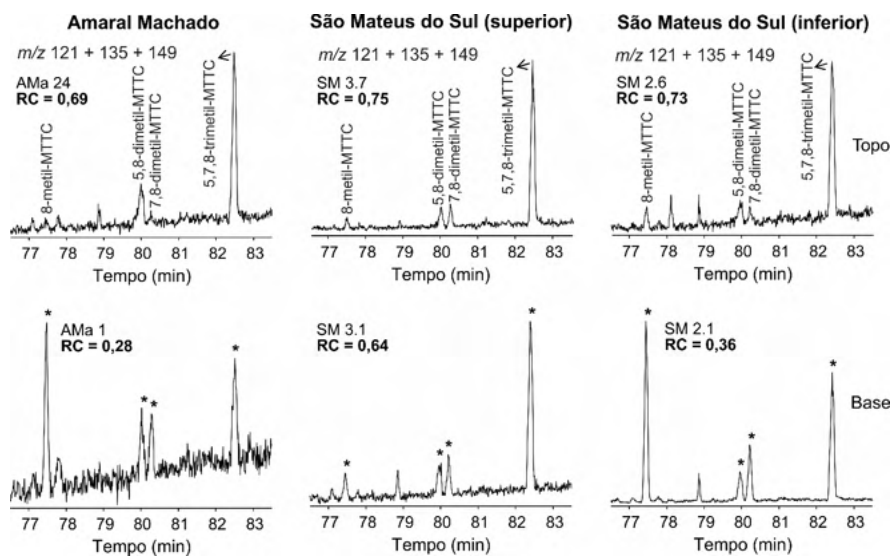 Amaral Machado
São Mateus do Sul (superior)
São Mateus do Sul (inferior)
m/z 121 + 135 + 149
AMa 24
RC = 0,69
8-metil-MTTC
5,8-dimetil-MTTC
7,8-dimetil-MTTC
5,7,8-trimetil-MTTC
77 78 79 80 81 82 83
Tempo (min)
m/z 121 + 135 + 149
SM 3.7
RC = 0,75
8-metil-MTTC
5,8-dimetil-MTTC
7,8-dimetil-MTTC
5,7,8-trimetil-MTTC
77 78 79 80 81 82 83
Tempo (min)
m/z 121 + 135 + 149
SM 2.6
RC = 0,73
8-metil-MTTC
5,8-dimetil-MTTC
7,8-dimetil-MTTC
5,7,8-trimetil-MTTC
77 78 79 80 81 82 83
Tempo (min)
Topo
* * * *
AMa 1
RC = 0,28
77 78 79 80 81 82 83
Tempo (min)
* * * *
SM 3.1
RC = 0,64
77 78 79 80 81 82 83
Tempo (min)
* * * *
SM 2.1
RC = 0,36
77 78 79 80 81 82 83
Tempo (min)
Base